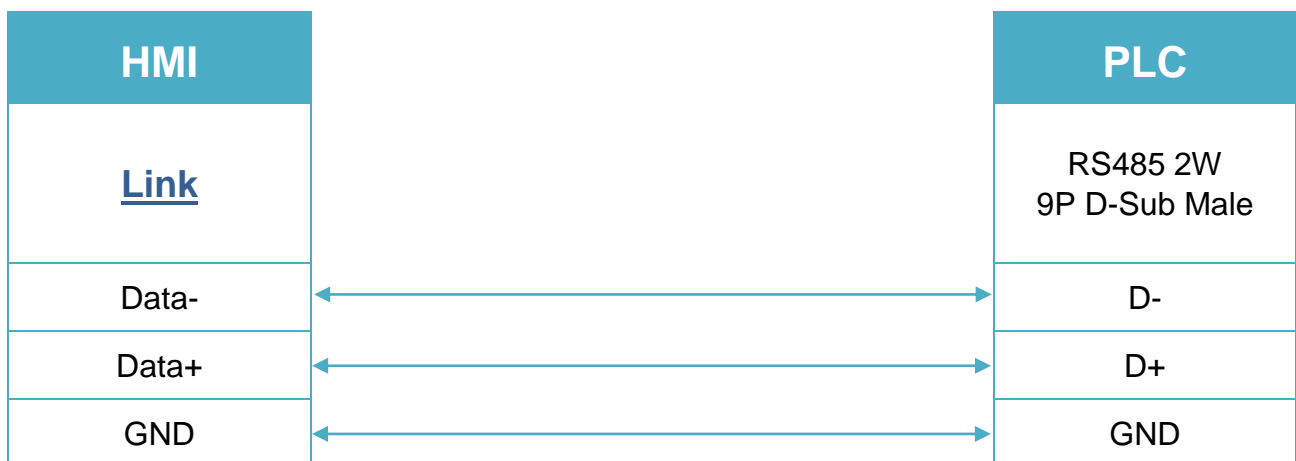 HMI
PLC
Link
RS485 2W
9P D-Sub Male
Data-
D-
Data+
D+
GND
GND